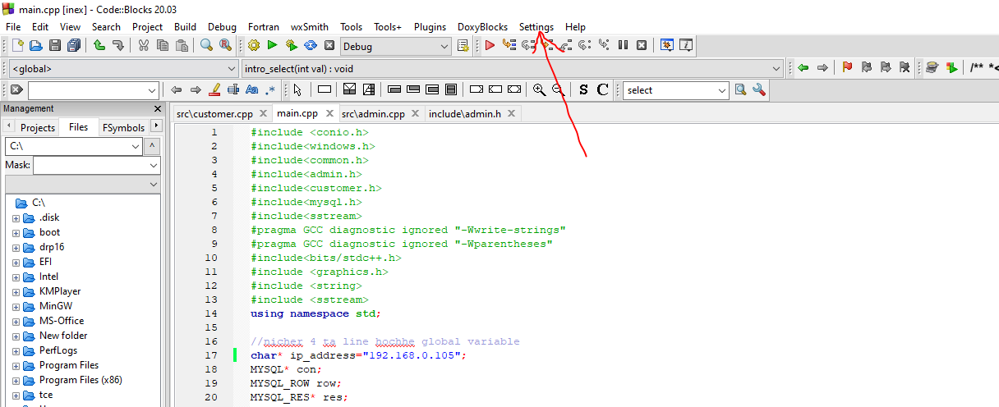 main.cpp [inex] - Code::Blocks 20.03
File Edit View Search Project Build Debug Fortran wxSmith Tools Tools+ Plugins DoxyBlocks Settings Help
Debug
<global> intro_select(int val) : void /** *<
Aa .* S C select
Management
Projects Files FSymbols
C:\ ^
Mask:
C:\
.disk
boot
drp16
EFI
Intel
KMPlayer
MinGW
MS-Office
New folder
PerfLogs
Program Files
Program Files (x86)
tce
src\customer.cpp main.cpp src\admin.cpp include\admin.h
1 #include <conio.h>
2 #include<windows.h>
3 #include<common.h>
4 #include<admin.h>
5 #include<customer.h>
6 #include<mysql.h>
7 #include<sstream>
8 #pragma GCC diagnostic ignored "-Wwrite-strings"
9 #pragma GCC diagnostic ignored "-Wparentheses"
10 #include<bits/stdc++.h>
11 #include <graphics.h>
12 #include <string>
13 #include <sstream>
14 using namespace std;
15
16 //nicher 4 ta line hochhe global variable
17 char* ip_address="192.168.0.105";
18 MYSQL* con;
19 MYSQL_ROW row;
20 MYSQL_RES* res;